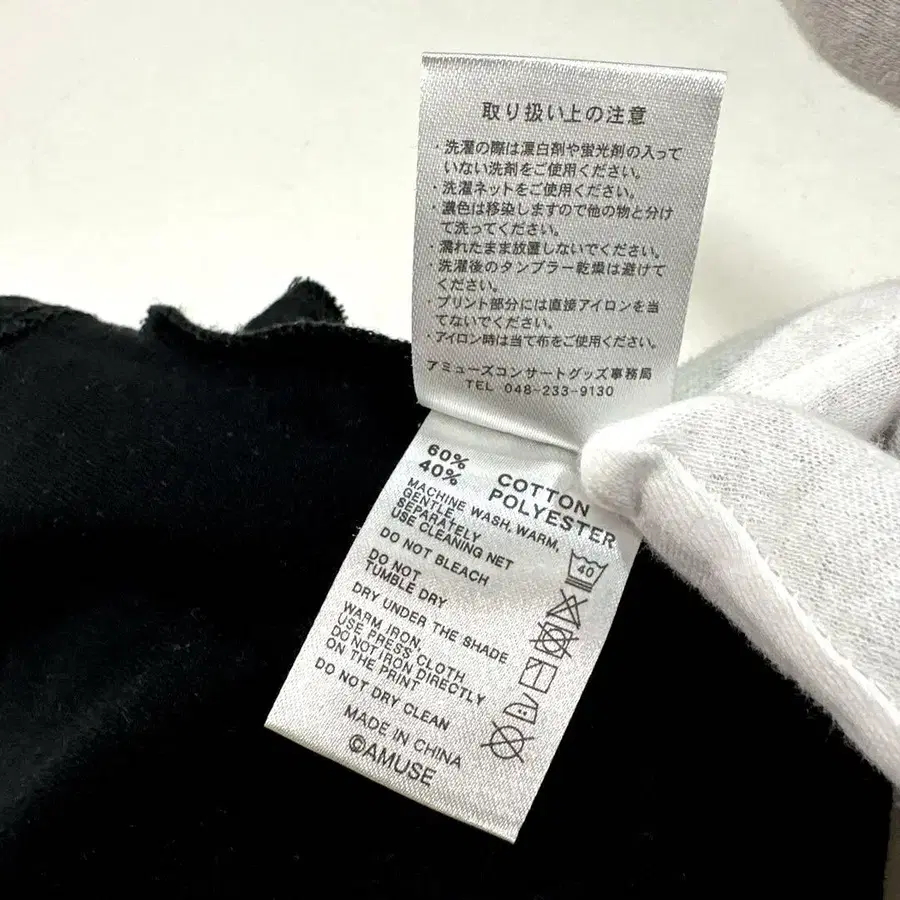 取り扱い上の注意
・洗濯の際は漂白剤や蛍光剤の入って
いない洗剤をご使用ください。
・洗濯ネットをご使用ください。
・濃色は移染しますので他の物と分け
て洗ってください。
・濡れたまま放置しないでください。
・洗濯後のタンブラー乾燥は避けて
ください。
・プリント部分には直接アイロンを当
てないでください。
・アイロン時は当て布をご使用ください。
アミューズコンサートグッズ事務局
TEL 048-233-9130
60% COTTON
40% POLYESTER
MACHINE WASH, WARM,
GENTLE,
SEPARATELY
USE CLEANING NET
40
DO NOT BLEACH
DO NOT
TUMBLE DRY
DRY UNDER THE SHADE
WARM IRON,
USE PRESS CLOTH
DO NOT IRON DIRECTLY
ON THE PRINT
DO NOT DRY CLEAN
MADE IN CHINA
©AMUSE